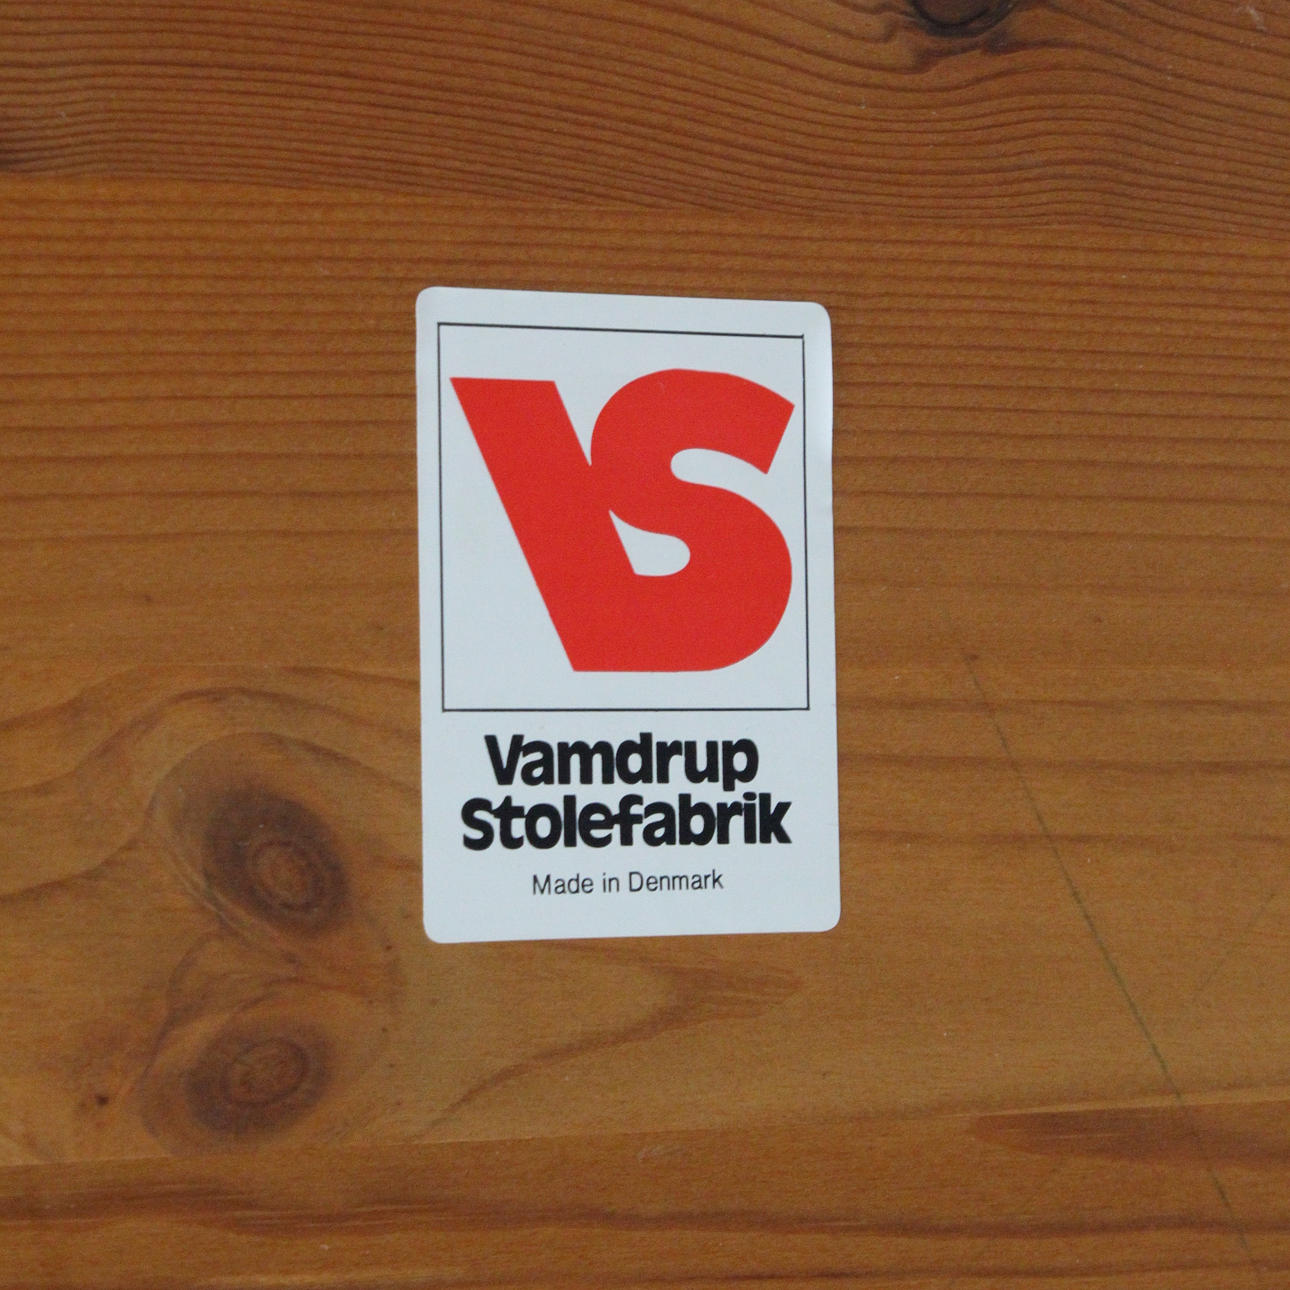 VS
Vamdrup
Stolefabrik
Made in Denmark